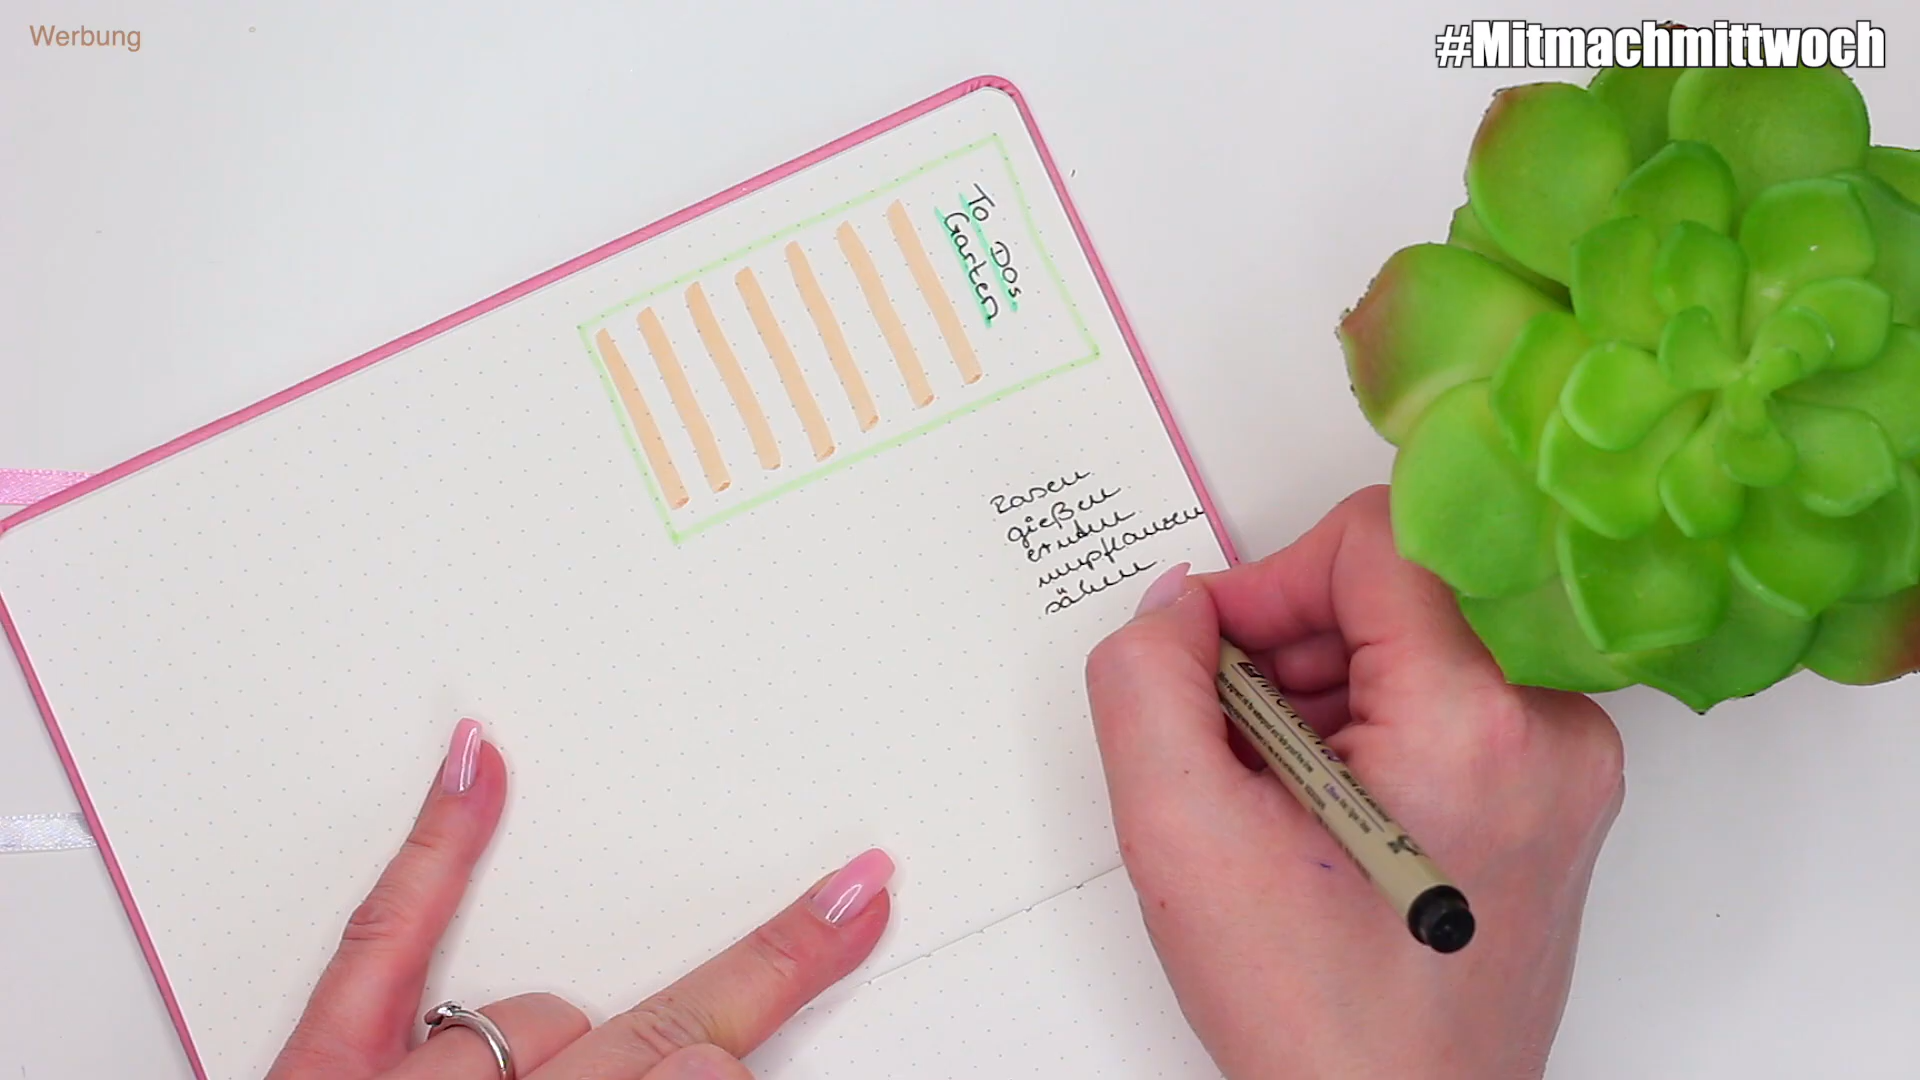 Werbung
#Mitmachmittwoch
To Dos
Garten
Rasen
gießen
ernten
umpflanzen
sähen